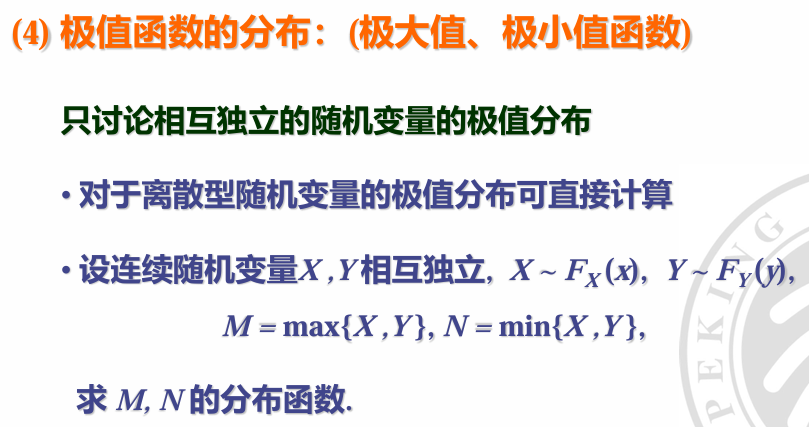 (4) 极值函数的分布：(极大值、极小值函数)
只讨论相互独立的随机变量的极值分布
• 对于离散型随机变量的极值分布可直接计算
• 设连续随机变量X ,Y 相互独立, X ~ F_X (x), Y ~ F_Y (y),
M = max{X ,Y }, N = min{X ,Y },
求 M, N 的分布函数.
PEKING